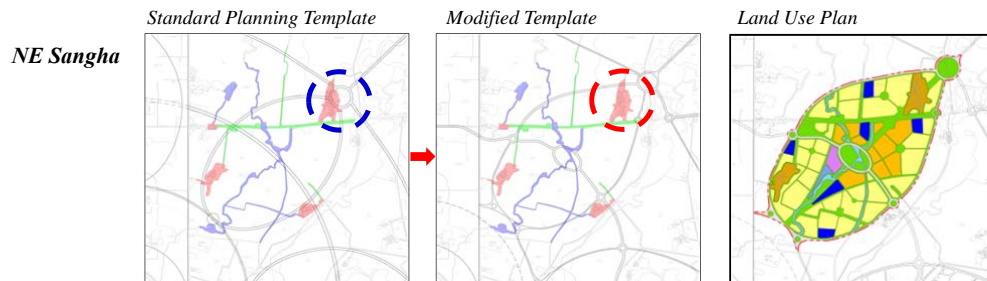 Standard Planning Template
Modified Template
Land Use Plan
NE Sangha